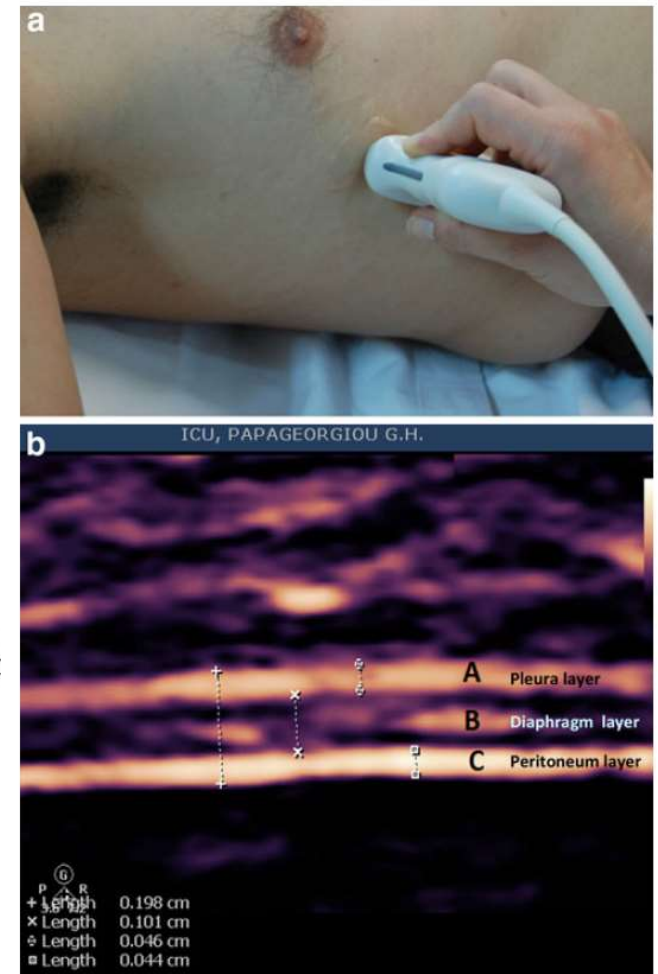 a
ICU, PAPAGEORGIOU G.H.
b
A Pleura layer
B Diaphragm layer
C Peritoneum layer
G
P R
+ Length 0.198 cm
× Length 0.101 cm
Length 0.046 cm
Length 0.044 cm